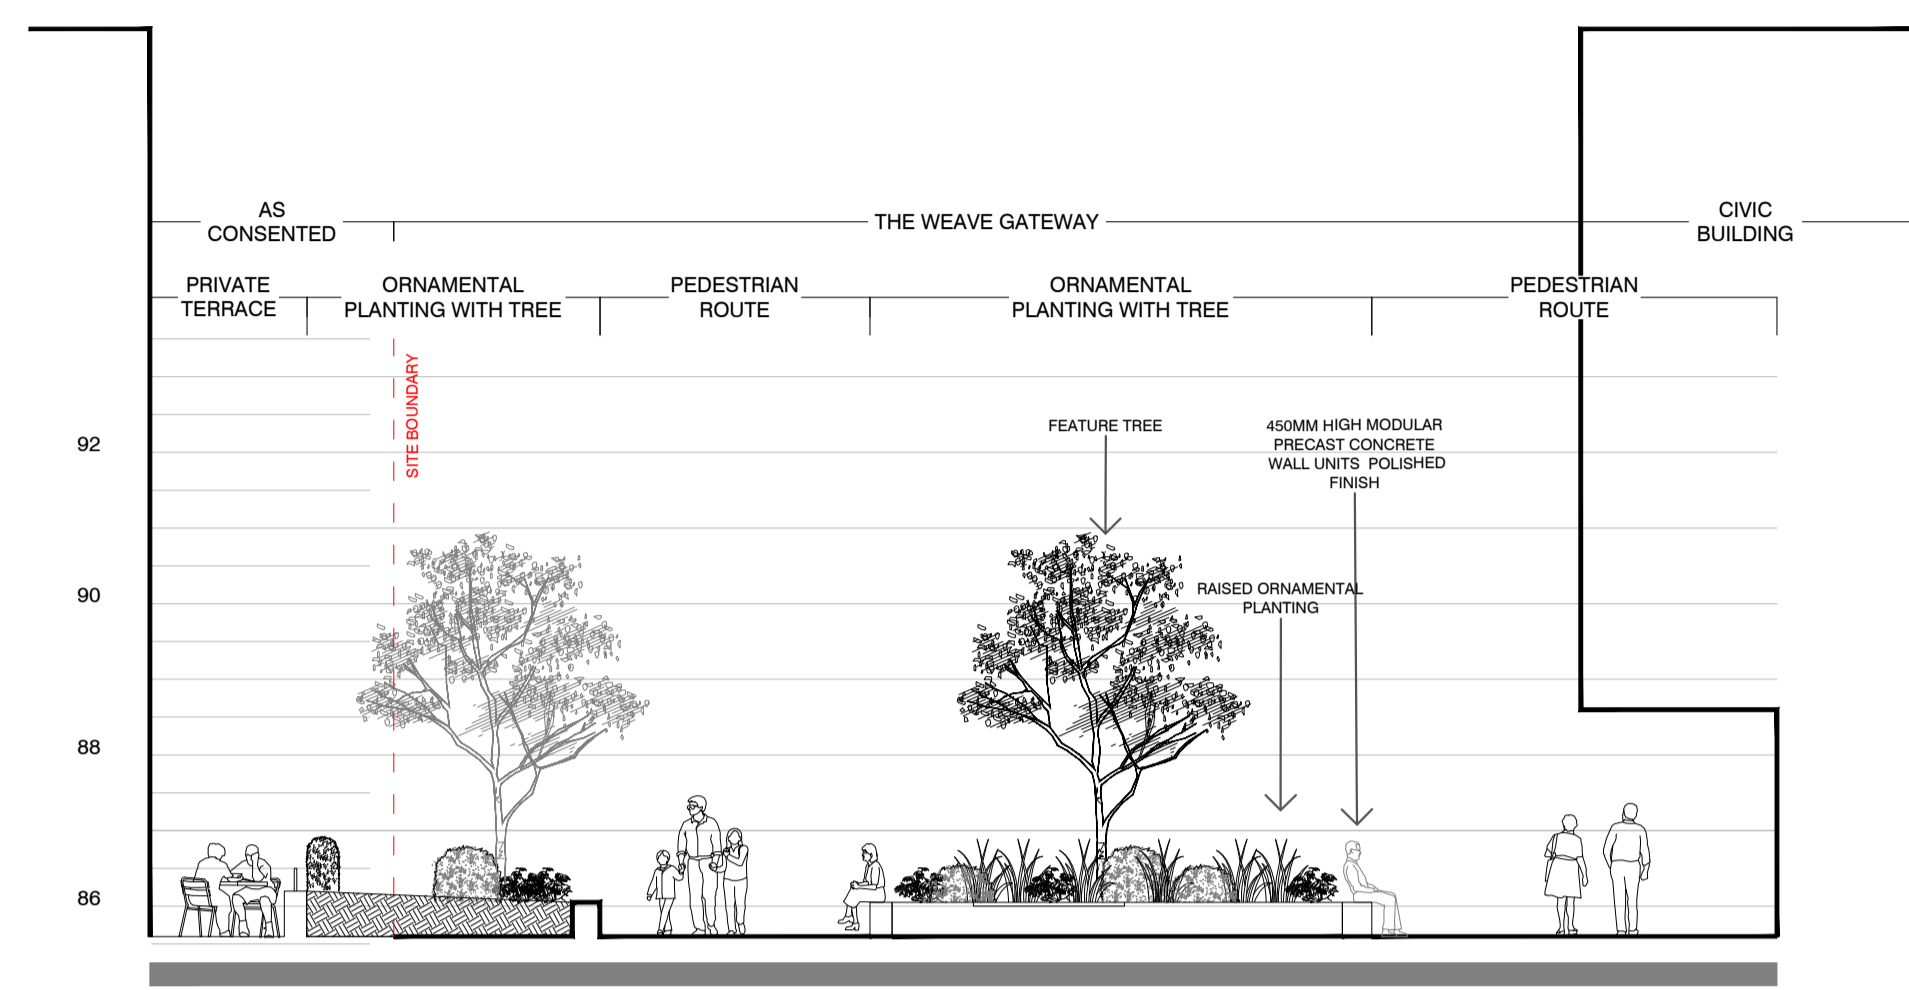 AS
CONSENTED
THE WEAVE GATEWAY
CIVIC
BUILDING
PRIVATE
TERRACE
ORNAMENTAL
PLANTING WITH TREE
PEDESTRIAN
ROUTE
ORNAMENTAL
PLANTING WITH TREE
PEDESTRIAN
ROUTE
SITE BOUNDARY
FEATURE TREE
450MM HIGH MODULAR
PRECAST CONCRETE
WALL UNITS POLISHED
FINISH
RAISED ORNAMENTAL
PLANTING
92
90
88
86